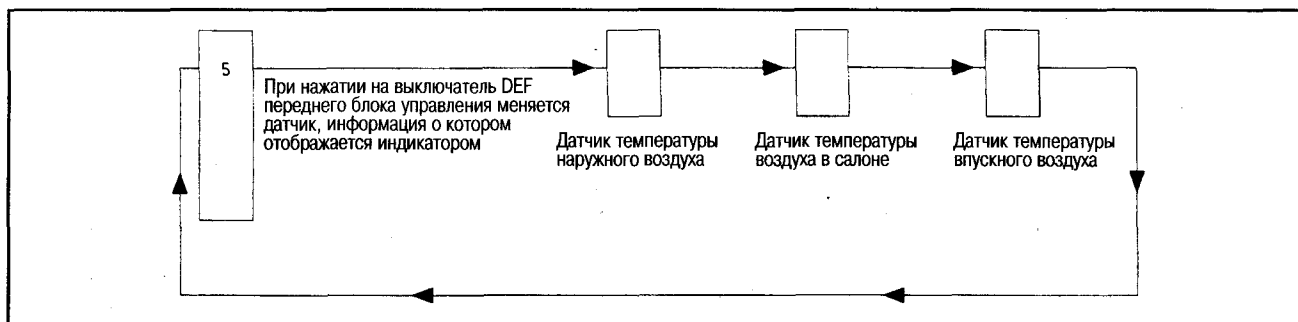 5
При нажатии на выключатель DEF
переднего блока управления меняется
датчик, информация о котором
отображается индикатором
Датчик температуры
наружного воздуха
Датчик температуры
воздуха в салоне
Датчик температуры
впускного воздуха